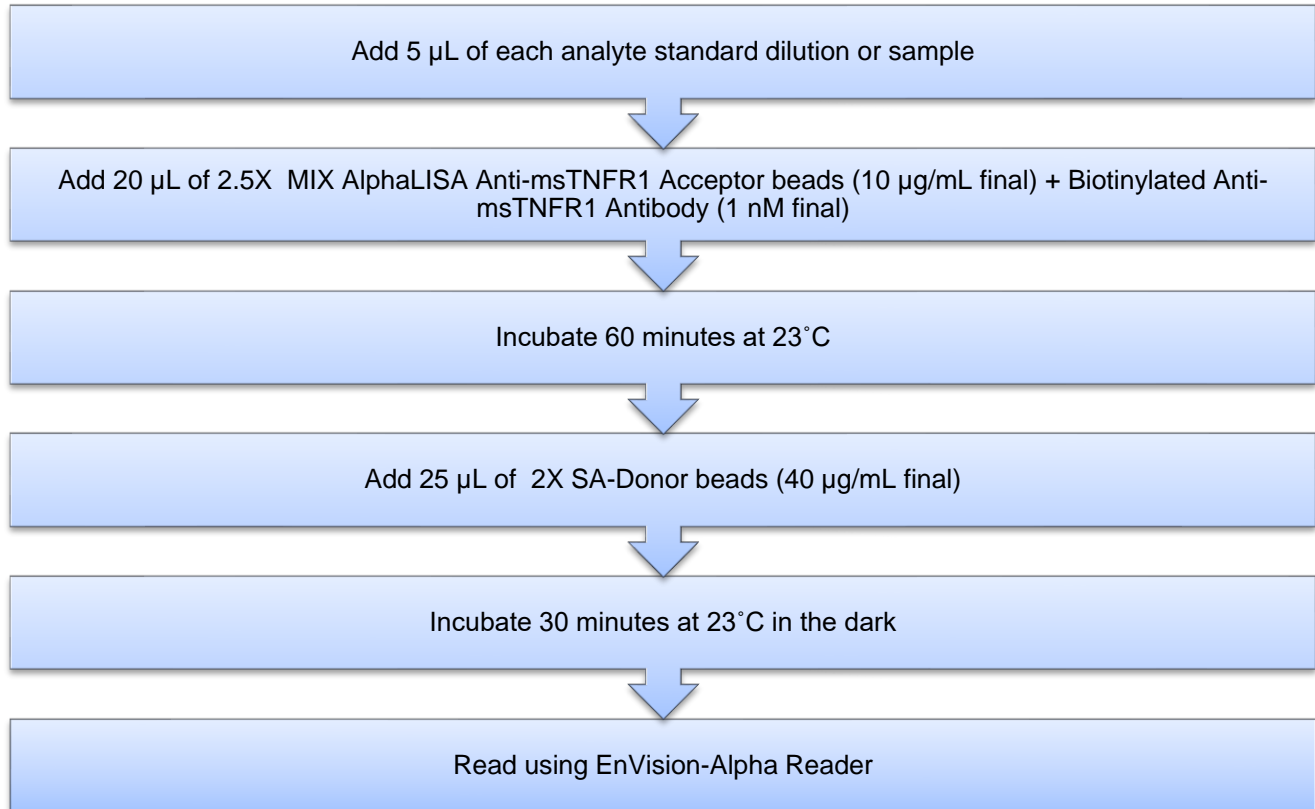 Add 5 µL of each analyte standard dilution or sample
Add 20 µL of 2.5X  MIX AlphaLISA Anti-msTNFR1 Acceptor beads (10 µg/mL final) + Biotinylated Anti-
msTNFR1 Antibody (1 nM final)
Incubate 60 minutes at 23˚C
Add 25 µL of  2X SA-Donor beads (40 µg/mL final)
Incubate 30 minutes at 23˚C in the dark
Read using EnVision-Alpha Reader